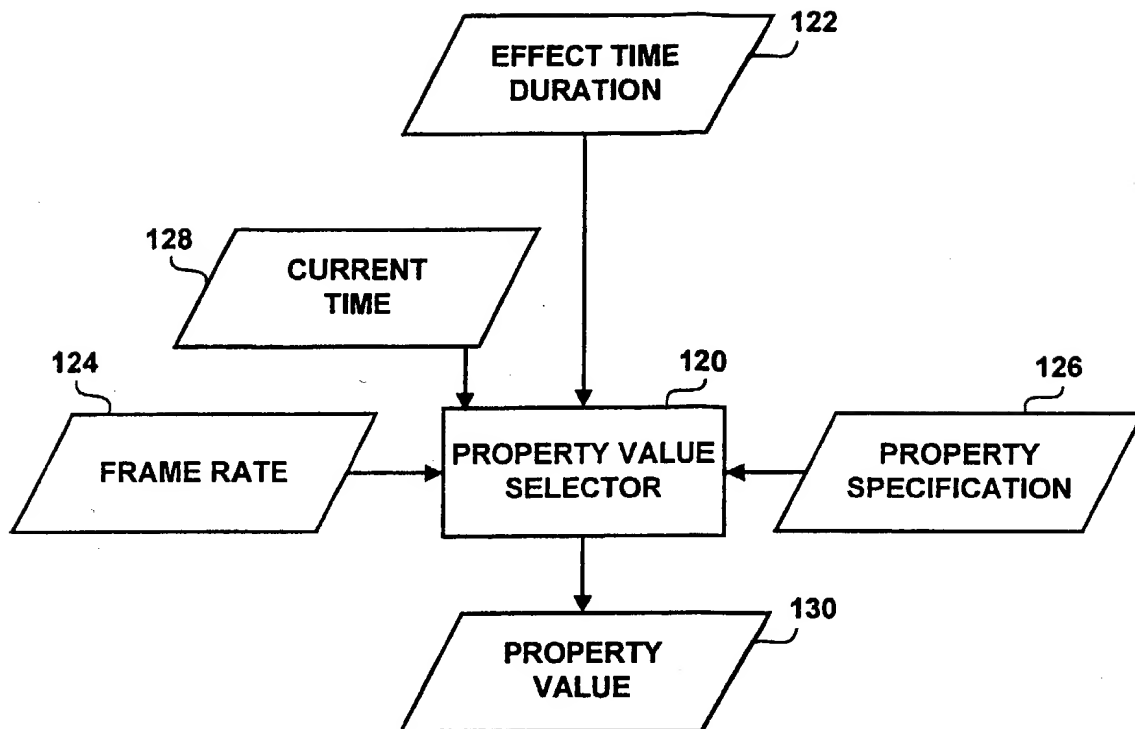 122
EFFECT TIME
DURATION
128
CURRENT
TIME
124
FRAME RATE
120
PROPERTY VALUE
SELECTOR
126
PROPERTY
SPECIFICATION
130
PROPERTY
VALUE